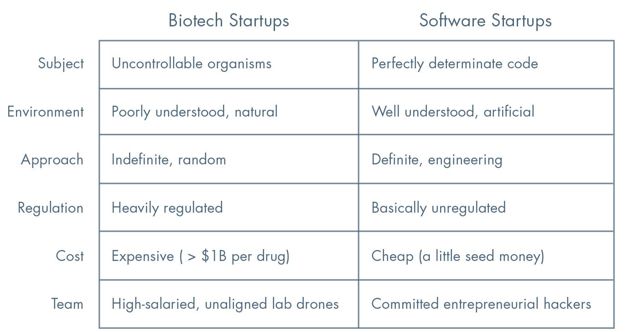 Biotech Startups Software Startups
Subject Uncontrollable organisms Perfectly determinate code
Environment Poorly understood, natural Well understood, artificial
Approach Indefinite, random Definite, engineering
Regulation Heavily regulated Basically unregulated
Cost Expensive ( > $1B per drug) Cheap (a little seed money)
Team High-salaried, unaligned lab drones Committed entrepreneurial hackers